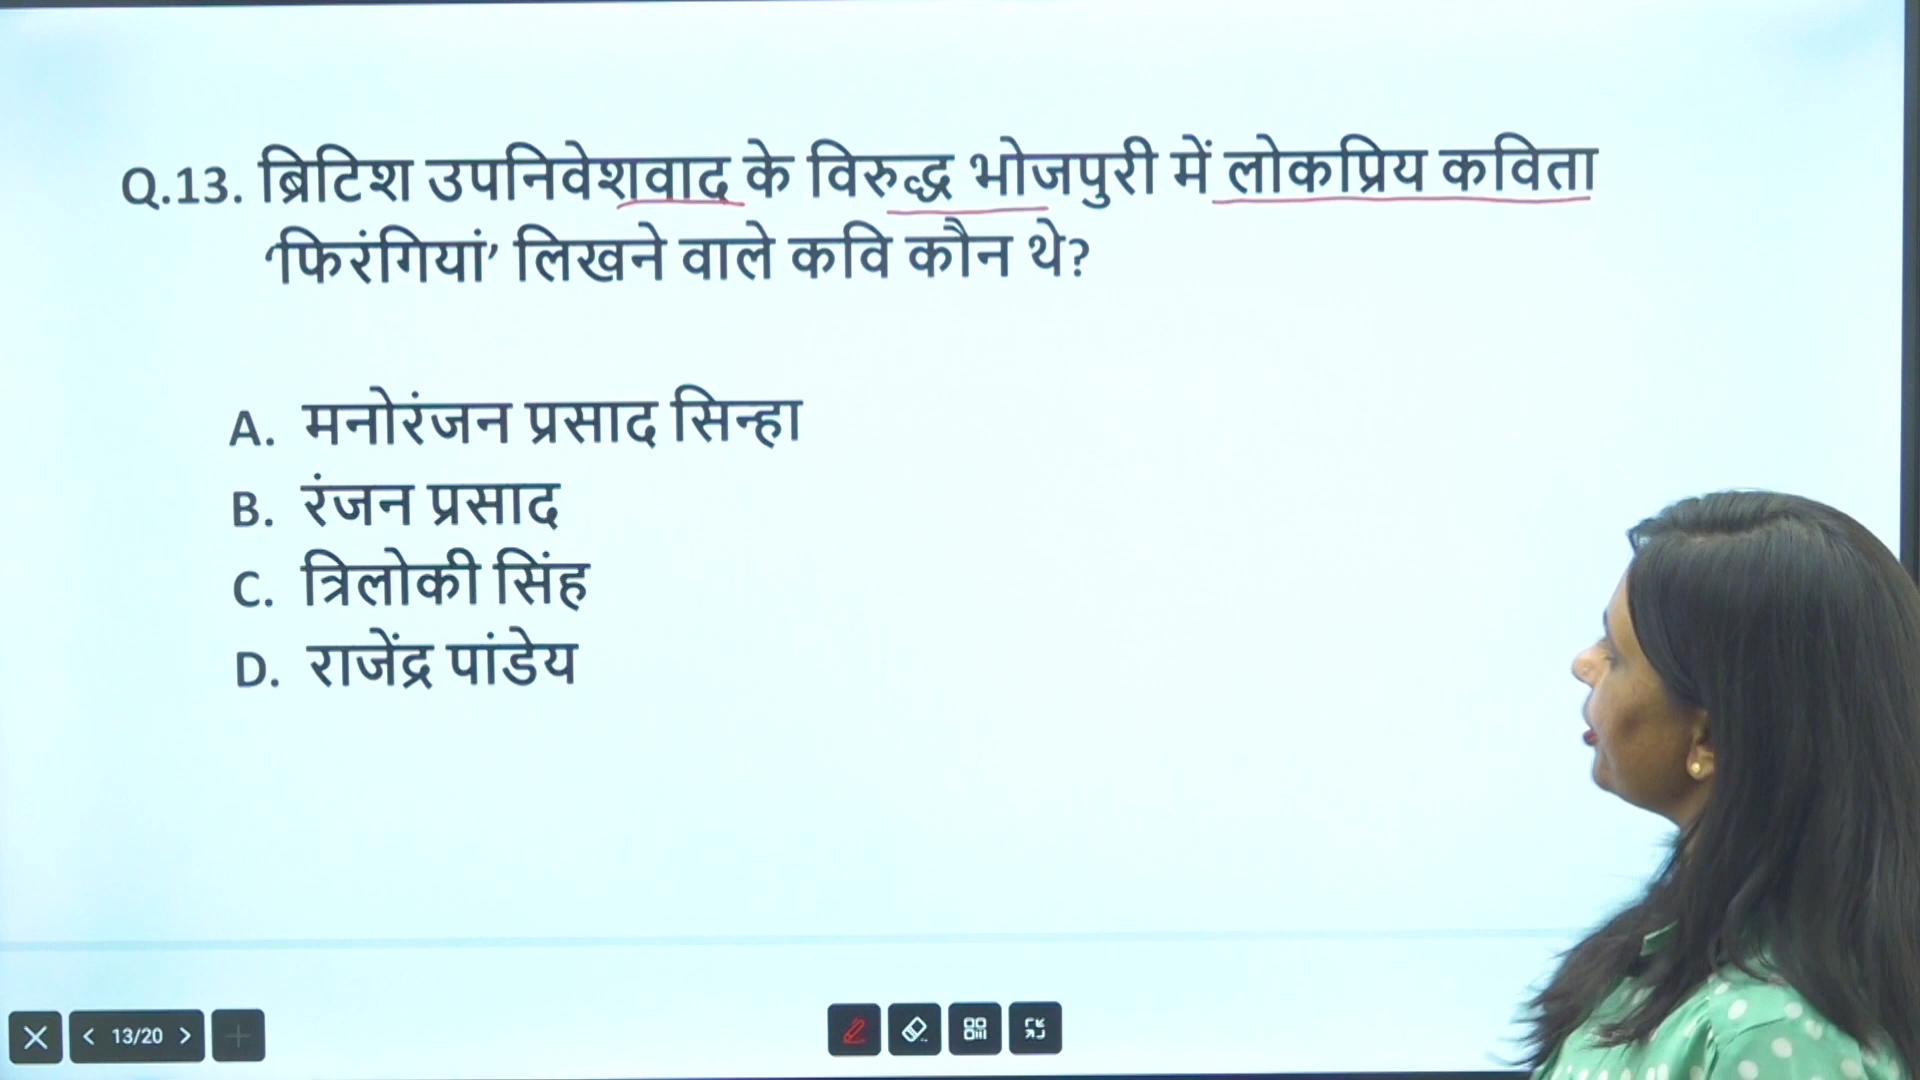 Q.13. ब्रिटिश उपनिवेशवाद के विरुद्ध भोजपुरी में लोकप्रिय कविता
'फिरंगियां’ लिखने वाले कवि कौन थे?
A. मनोरंजन प्रसाद सिन्हा
B. रंजन प्रसाद
C. त्रिलोकी सिंह
D. राजेंद्र पांडेय
13/20